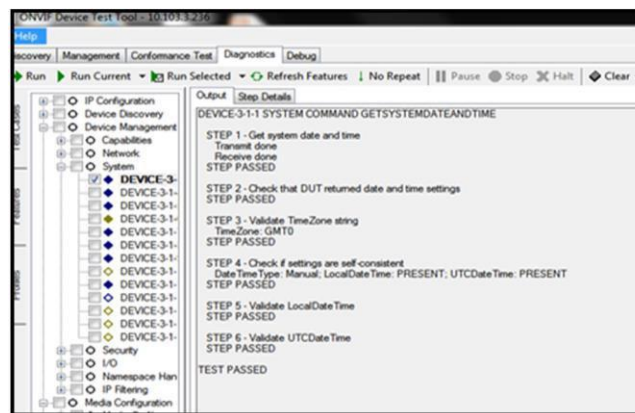 ONVIF Device Test Tool - 10.103.3.236
Help
iscovery Management Conformance Test Diagnostics Debug
Run Run Current Run Selected Refresh Features No Repeat Pause Stop Halt Clear
Test Cases
Features
Profiles
IP Configuration
Device Discovery
Device Management
Capabilities
Network
System
DEVICE-3-
DEVICE-3-1-
DEVICE-3-1-
DEVICE-3-1-
DEVICE-3-1-
DEVICE-3-1-
DEVICE-3-1-
DEVICE-3-1-
DEVICE-3-1-
DEVICE-3-1-
DEVICE-3-1-
DEVICE-3-1-
DEVICE-3-1-
Security
I/O
Namespace Han
IP Filtering
Media Configuration
Output Step Details
DEVICE-3-1-1 SYSTEM COMMAND GETSYSTEMDATEANDTIME
STEP 1 - Get system date and time
Transmit done
Receive done
STEP PASSED
STEP 2 - Check that DUT returned date and time settings
STEP PASSED
STEP 3 - Validate TimeZone string
TimeZone: GMT0
STEP PASSED
STEP 4 - Check if settings are self-consistent
DateTimeType: Manual; LocalDateTime: PRESENT; UTCDateTime: PRESENT
STEP PASSED
STEP 5 - Validate LocalDateTime
STEP PASSED
STEP 6 - Validate UTCDateTime
STEP PASSED
TEST PASSED